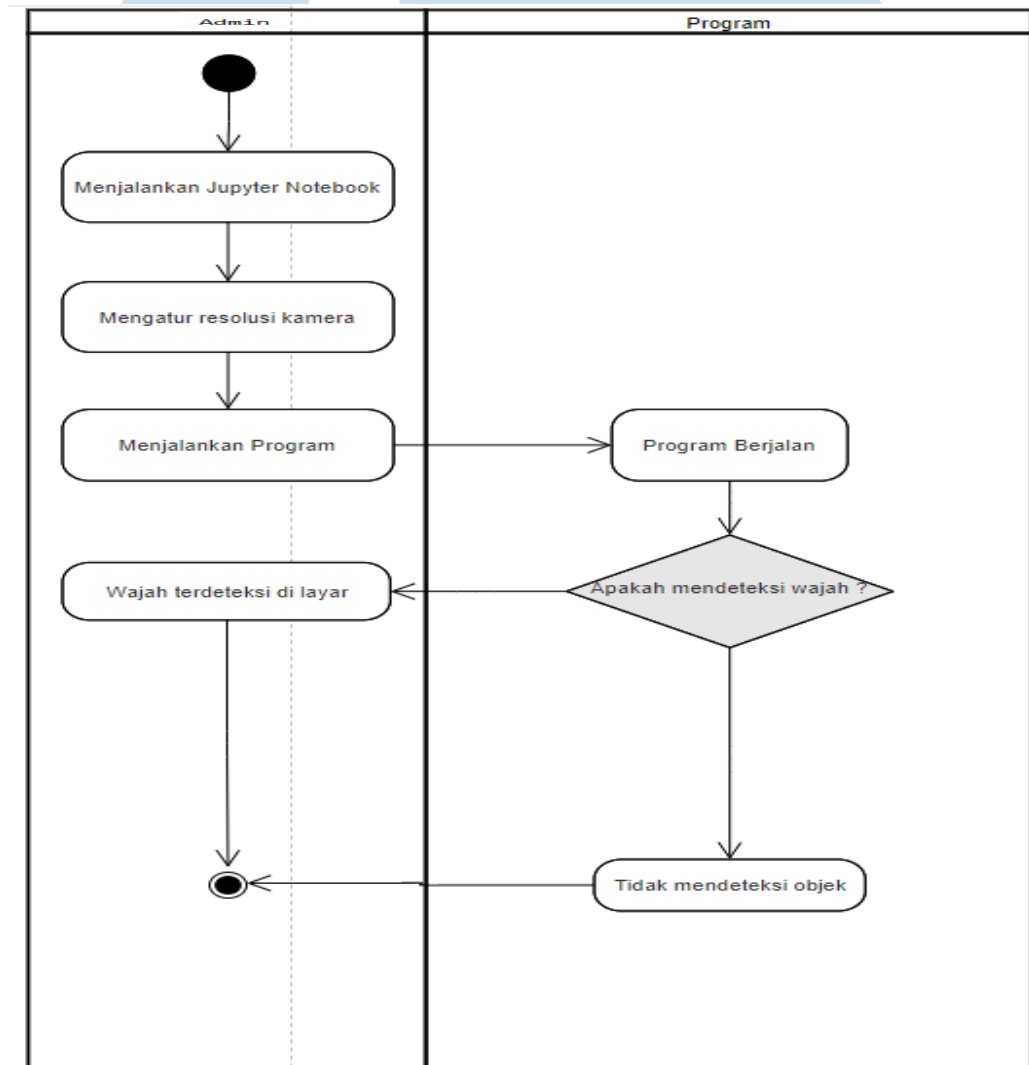 Admin
Program
Menjalankan Jupyter Notebook
Mengatur resolusi kamera
Menjalankan Program
Program Berjalan
Wajah terdeteksi di layar
Apakah mendeteksi wajah ?
Tidak mendeteksi objek